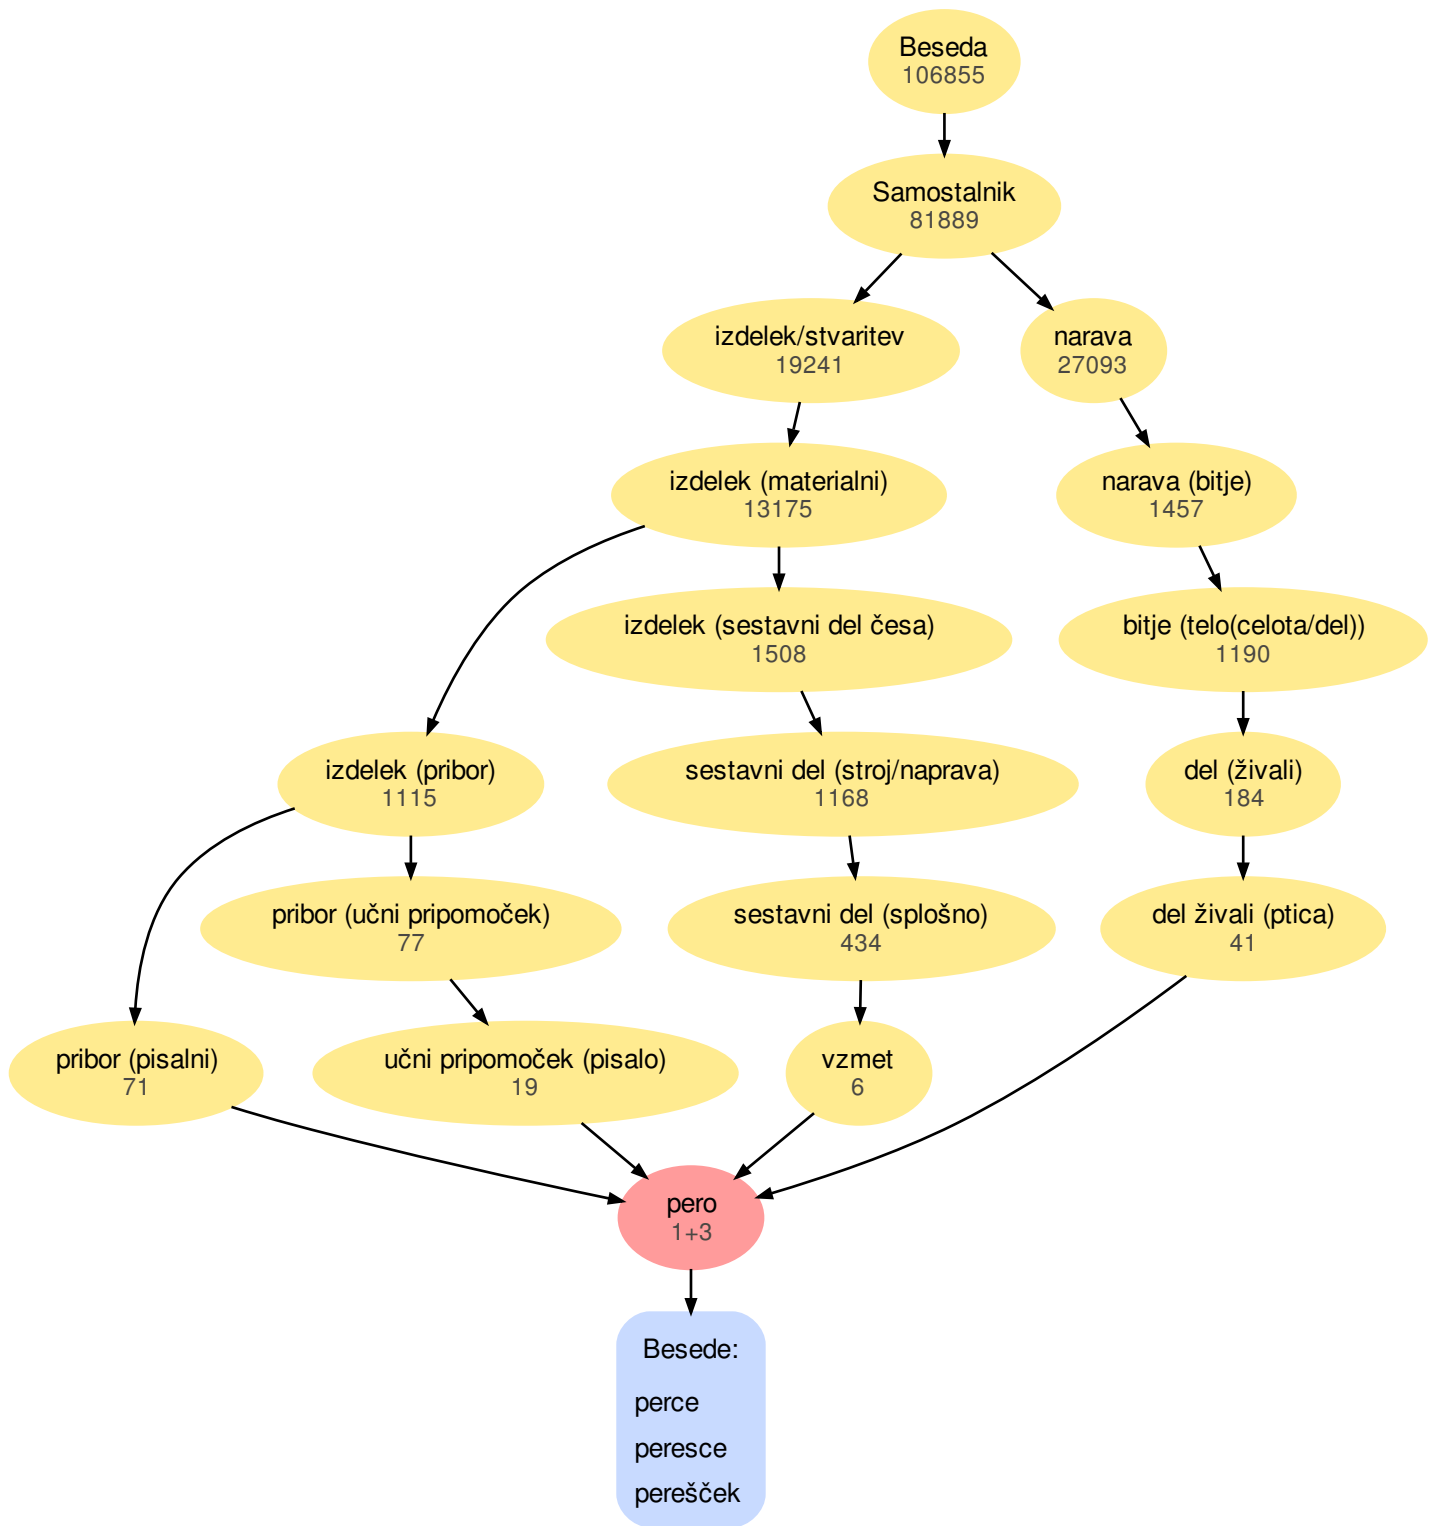 Beseda
106855
Samostalnik
81889
izdelek/stvaritev
19241
narava
27093
izdelek (materialni)
13175
narava (bitje)
1457
izdelek (sestavni del česa)
1508
bitje (telo(celota/del))
1190
izdelek (pribor)
1115
sestavni del (stroj/naprava)
1168
del (živali)
184
pribor (učni pripomoček)
77
sestavni del (splošno)
434
del živali (ptica)
41
pribor (pisalni)
71
učni pripomoček (pisalo)
19
vzmet
6
pero
1+3
Besede:
perce
peresce
perešček